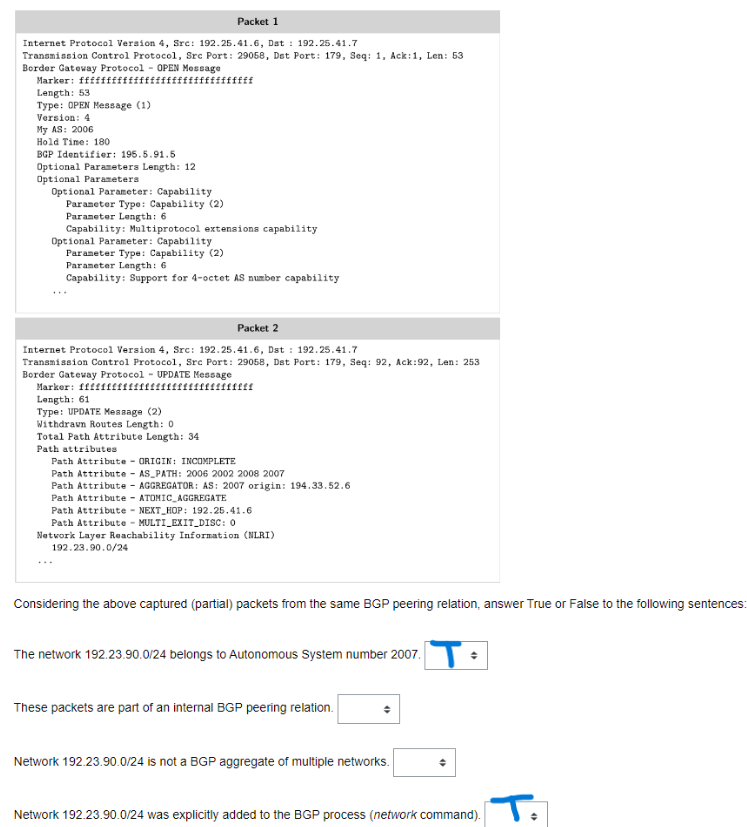 Packet 1
Internet Protocol Version 4, Src: 192.25.41.6, Dst : 192.25.41.7
Transmission Control Protocol, Src Port: 29058, Dst Port: 179, Seq: 1, Ack:1, Len: 53
Border Gateway Protocol - OPEN Message
Marker: ffffffffffffffffffffffffffffffff
Length: 53
Type: OPEN Message (1)
Version: 4
My AS: 2006
Hold Time: 180
BGP Identifier: 195.5.91.5
Optional Parameters Length: 12
Optional Parameters
Optional Parameter: Capability
Parameter Type: Capability (2)
Parameter Length: 6
Capability: Multiprotocol extensions capability
Optional Parameter: Capability
Parameter Type: Capability (2)
Parameter Length: 6
Capability: Support for 4-octet AS number capability
...
Packet 2
Internet Protocol Version 4, Src: 192.25.41.6, Dst : 192.25.41.7
Transmission Control Protocol, Src Port: 29058, Dst Port: 179, Seq: 92, Ack:92, Len: 253
Border Gateway Protocol - UPDATE Message
Marker: ffffffffffffffffffffffffffffffff
Length: 61
Type: UPDATE Message (2)
Withdrawn Routes Length: 0
Total Path Attribute Length: 34
Path attributes
Path Attribute - ORIGIN: INCOMPLETE
Path Attribute - AS_PATH: 2006 2002 2008 2007
Path Attribute - AGGREGATOR: AS: 2007 origin: 194.33.52.6
Path Attribute - ATOMIC_AGGREGATE
Path Attribute - NEXT_HOP: 192.25.41.6
Path Attribute - MULTI_EXIT_DISC: 0
Network Layer Reachability Information (NLRI)
192.23.90.0/24
...
Considering the above captured (partial) packets from the same BGP peering relation, answer True or False to the following sentences:
The network 192.23.90.0/24 belongs to Autonomous System number 2007. T
These packets are part of an internal BGP peering relation.
Network 192.23.90.0/24 is not a BGP aggregate of multiple networks.
Network 192.23.90.0/24 was explicitly added to the BGP process (network command). T